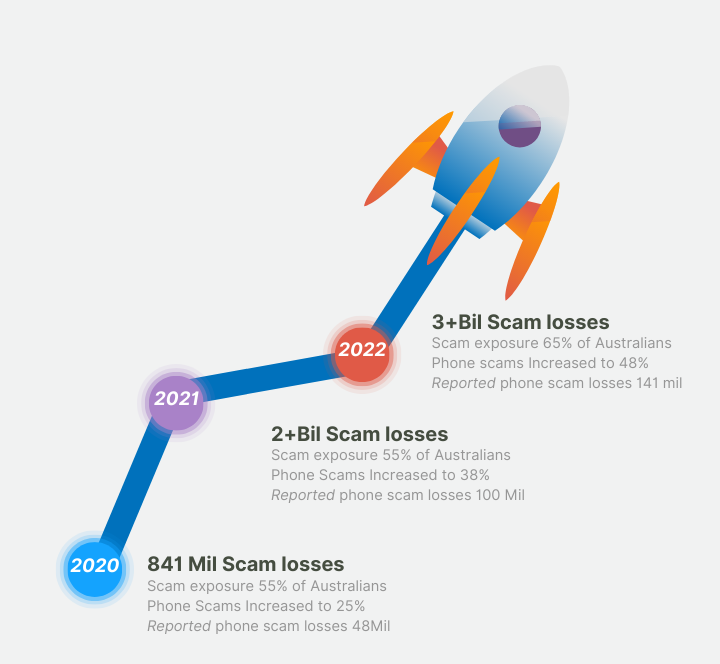 3+Bil Scam losses
Scam exposure 65% of Australians
Phone scams Increased to 48%
Reported phone scam losses 141 mil
2022
2021
2+Bil Scam losses
Scam exposure 55% of Australians
Phone Scams Increased to 38%
Reported phone scam losses 100 Mil
2020
841 Mil Scam losses
Scam exposure 55% of Australians
Phone Scams Increased to 25%
Reported phone scam losses 48Mil